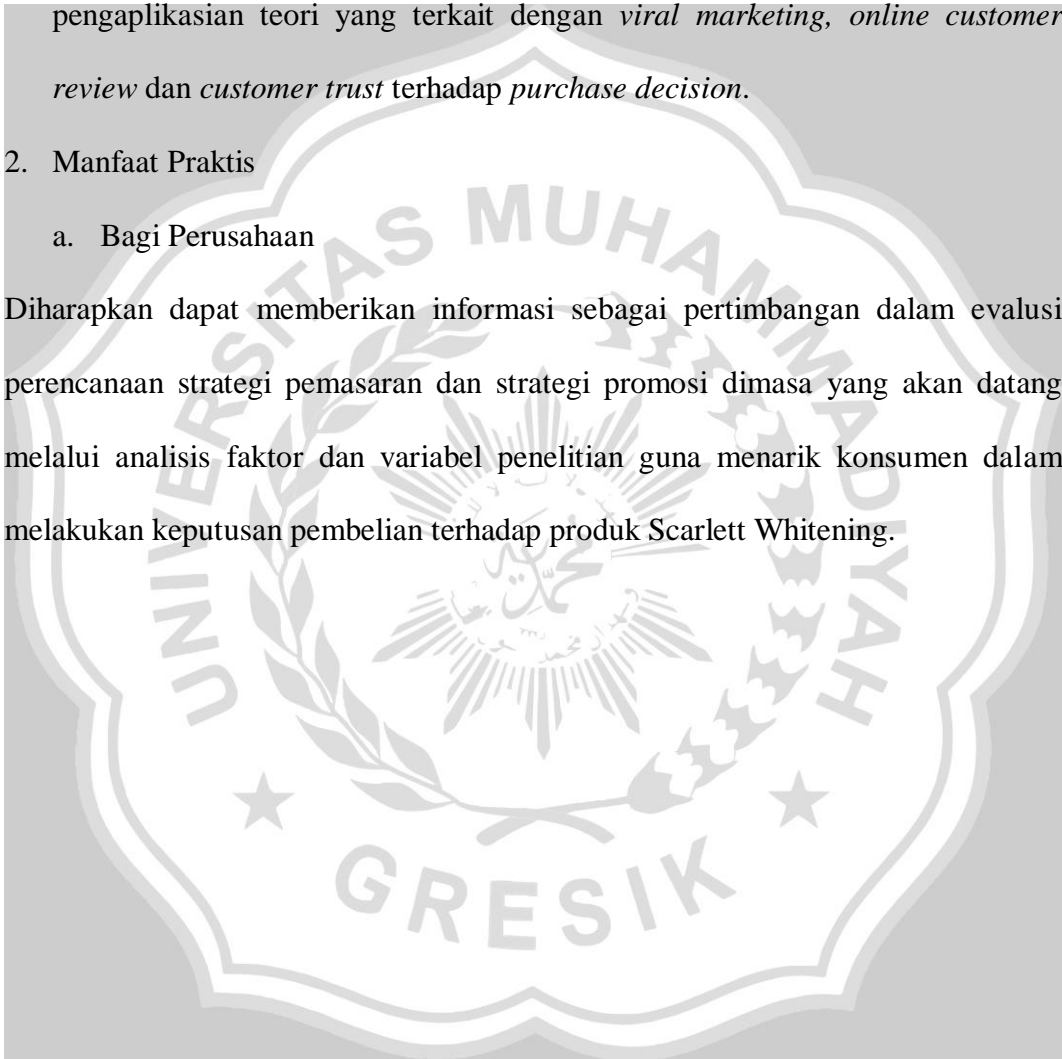 pengaplikasian teori yang terkait dengan viral marketing, online customer
review dan customer trust terhadap purchase decision.
2. Manfaat Praktis
a. Bagi Perusahaan
Diharapkan dapat memberikan informasi sebagai pertimbangan dalam evalusi
perencanaan strategi pemasaran dan strategi promosi dimasa yang akan datang
melalui analisis faktor dan variabel penelitian guna menarik konsumen dalam
melakukan keputusan pembelian terhadap produk Scarlett Whitening.
UNIVERSITAS MUHAMMADIYAH
GRESIK